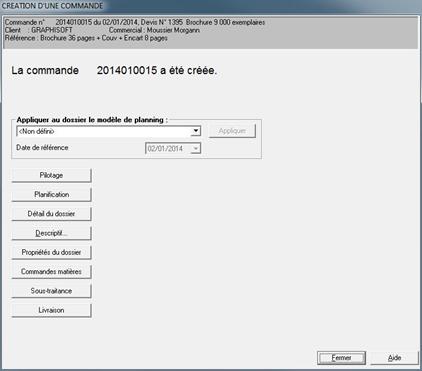 CREATION D'UNE COMMANDE
Commande n° 2014010015 du 02/01/2014, Devis N° 1395 Brochure 9 000 exemplaires
Client : GRAPHISOFT Commercial : Moussier Morgann
Référence : Brochure 36 pages + Couv + Encart 8 pages
La commande 2014010015 a été créée.
Appliquer au dossier le modèle de planning :
<Non défini>
Appliquer
Date de référence 02/01/2014
Pilotage
Planification
Détail du dossier
Descriptif...
Propriétés du dossier
Commandes matières
Sous-traitance
Livraison
Fermer Aide